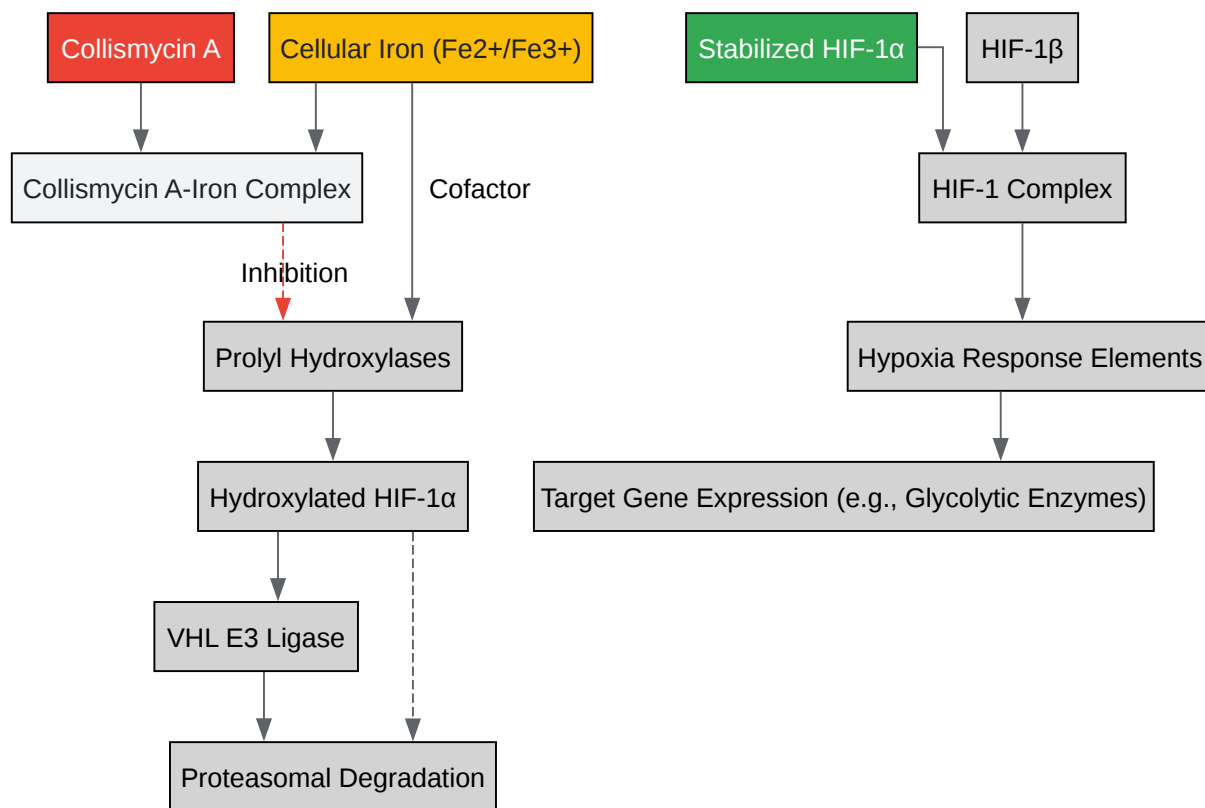 Collismycin A
Cellular Iron (Fe2+/Fe3+)
Stabilized HIF-1α
HIF-1β
Collismycin A-Iron Complex
Cofactor
HIF-1 Complex
Inhibition
Prolyl Hydroxylases
Hypoxia Response Elements
Hydroxylated HIF-1α
Target Gene Expression (e.g., Glycolytic Enzymes)
VHL E3 Ligase
Proteasomal Degradation